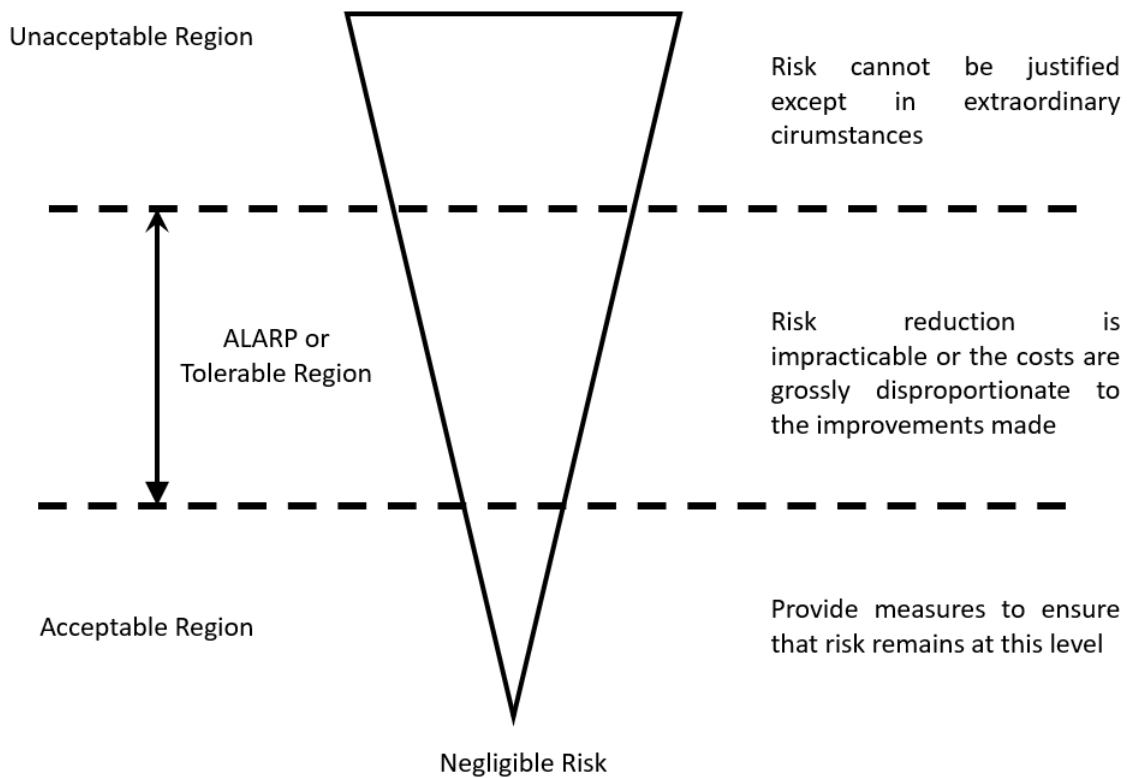 Unacceptable Region
Risk cannot be justified
except in extraordinary
cirumstances
ALARP or
Tolerable Region
Risk reduction is
impracticable or the costs are
grossly disproportionate to
the improvements made
Acceptable Region
Provide measures to ensure
that risk remains at this level
Negligible Risk